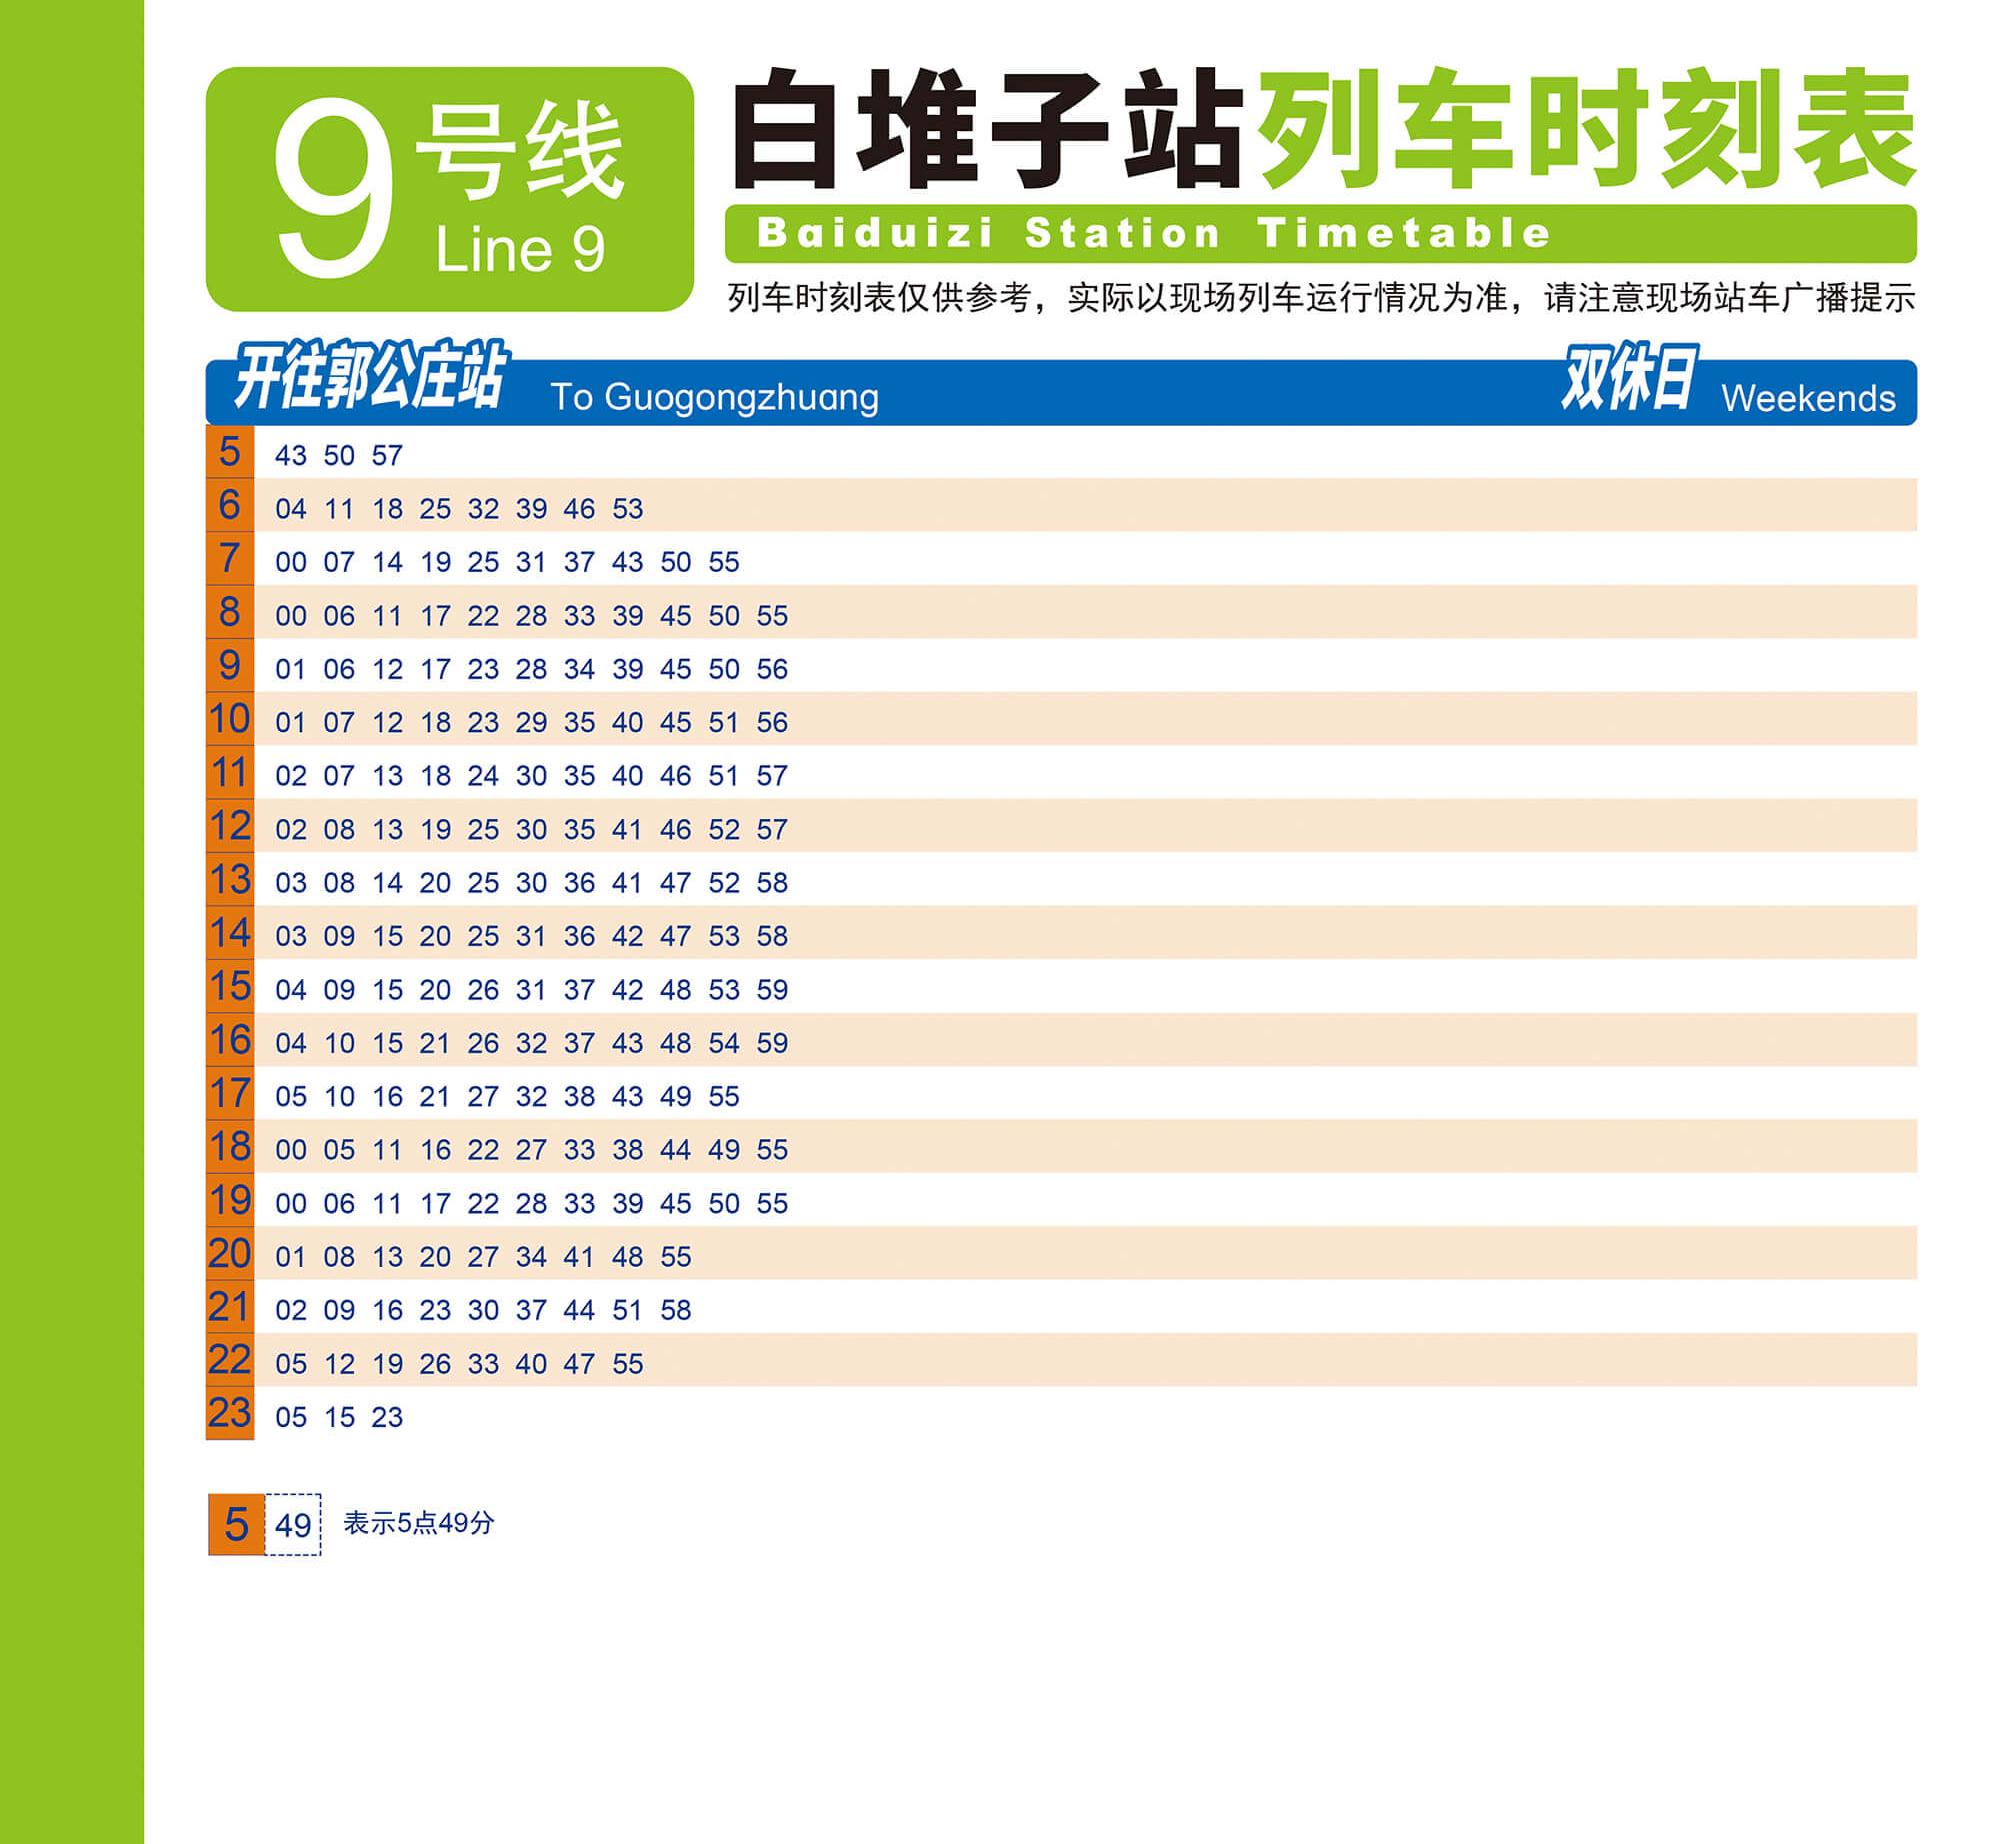 9号线
Line 9
白堆子站列车时刻表
Baiduizi Station Timetable
列车时刻表仅供参考，实际以现场列车运行情况为准，请注意现场站车广播提示
开往郭公庄站 To Guogongzhuang 双休日 Weekends
5 43 50 57
6 04 11 18 25 32 39 46 53
7 00 07 14 19 25 31 37 43 50 55
8 00 06 11 17 22 28 33 39 45 50 55
9 01 06 12 17 23 28 34 39 45 50 56
10 01 07 12 18 23 29 35 40 45 51 56
11 02 07 13 18 24 30 35 40 46 51 57
12 02 08 13 19 25 30 35 41 46 52 57
13 03 08 14 20 25 30 36 41 47 52 58
14 03 09 15 20 25 31 36 42 47 53 58
15 04 09 15 20 26 31 37 42 48 53 59
16 04 10 15 21 26 32 37 43 48 54 59
17 05 10 16 21 27 32 38 43 49 55
18 00 05 11 16 22 27 33 38 44 49 55
19 00 06 11 17 22 28 33 39 45 50 55
20 01 08 13 20 27 34 41 48 55
21 02 09 16 23 30 37 44 51 58
22 05 12 19 26 33 40 47 55
23 05 15 23
5 49 表示5点49分